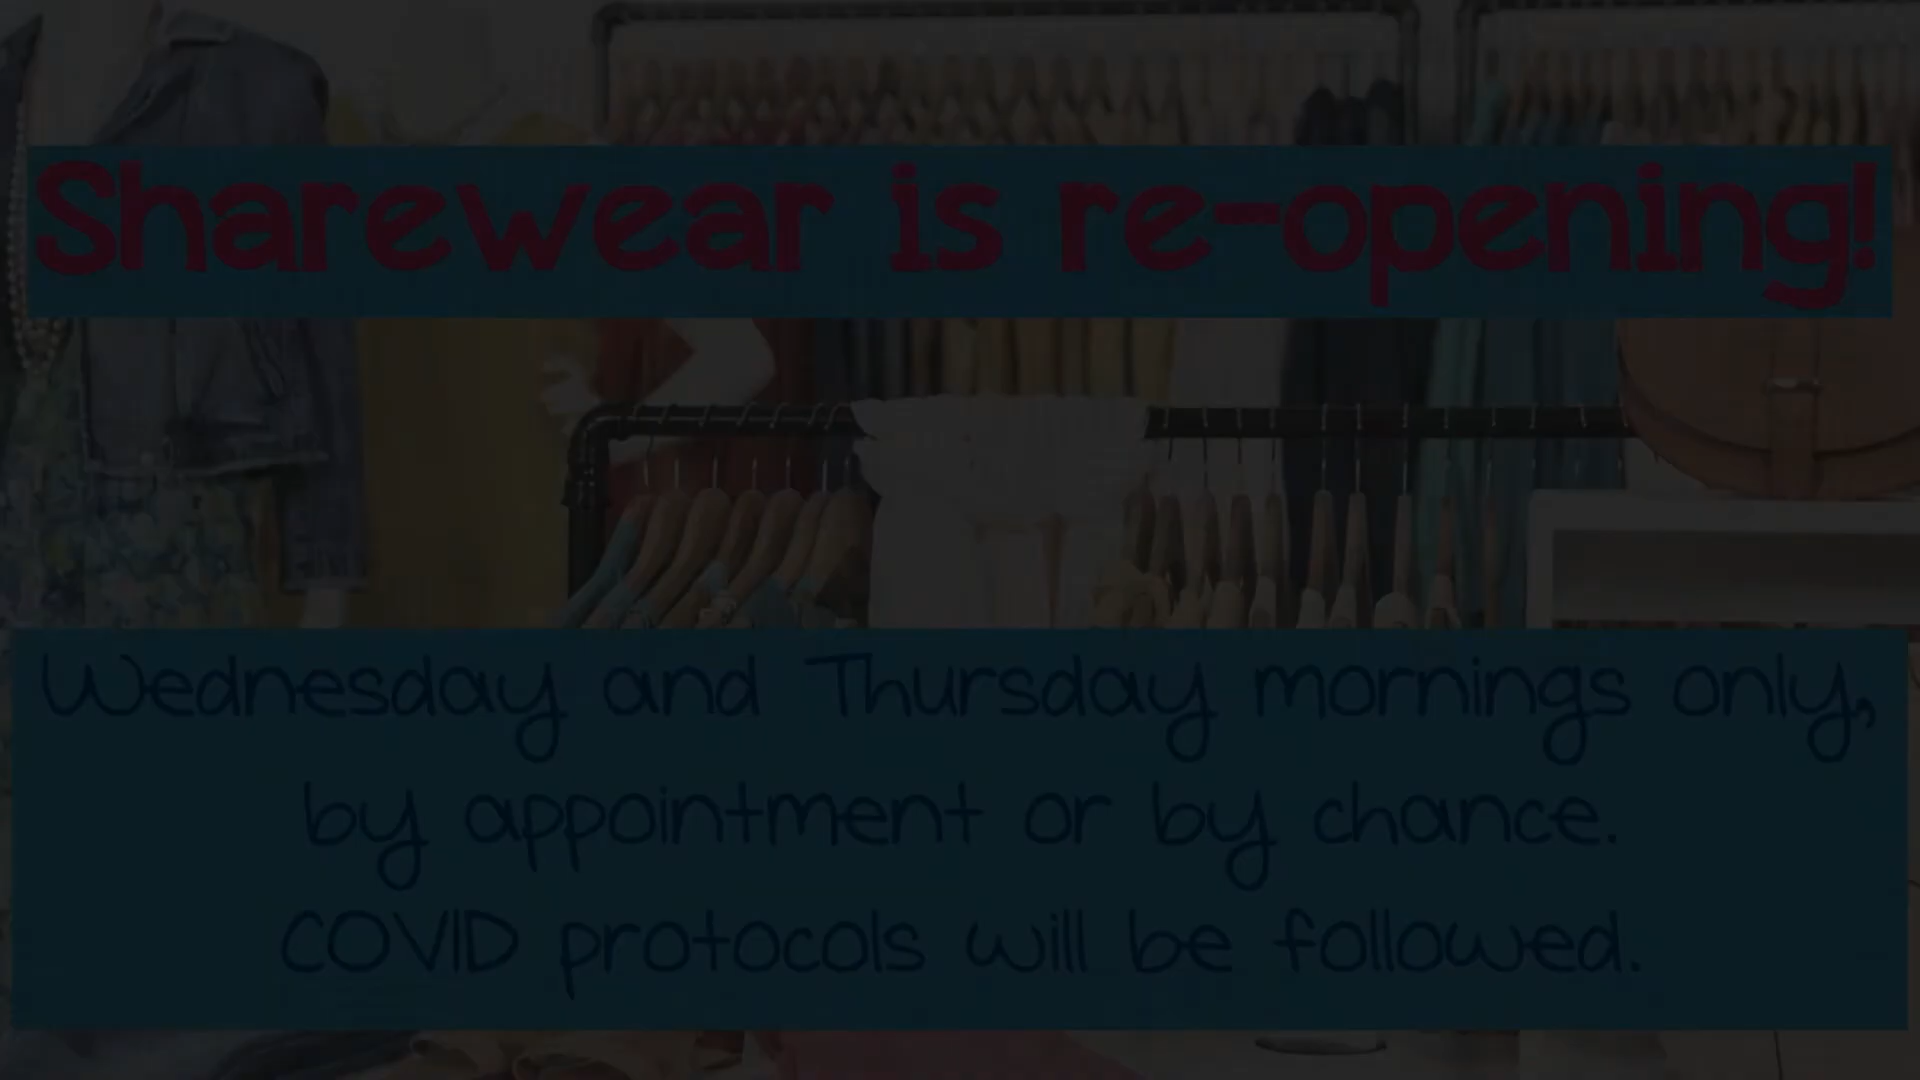 Sharewear is re-opening!
Wednesday and Thursday mornings only,
by appointment or by chance.
COVID protocols will be followed.